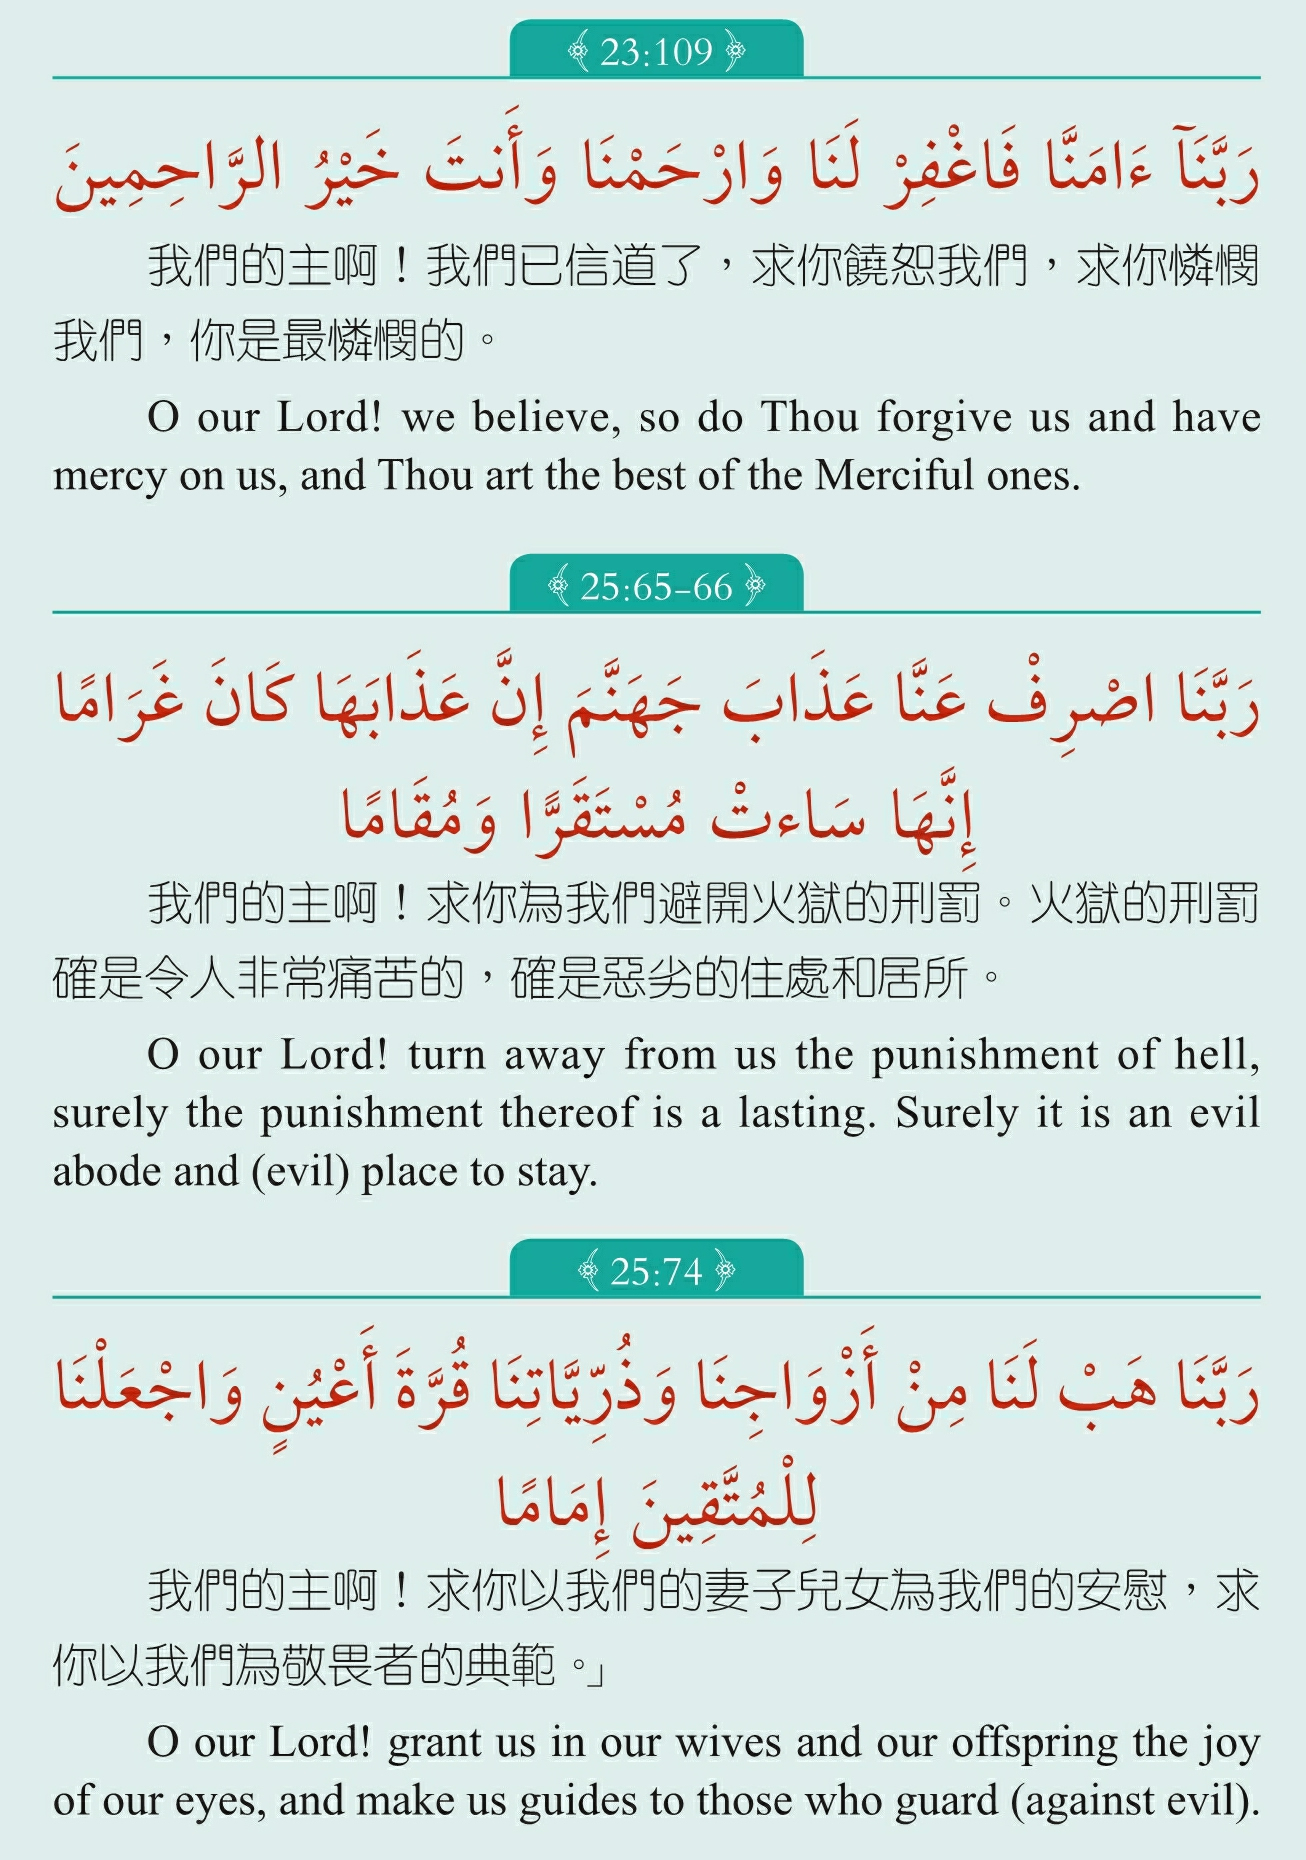 23:109
رَبَّنَآ ءَامَنَّا فَاغْفِرْ لَنَا وَارْحَمْنَا وَأَنتَ خَيْرُ الرَّاحِمِينَ
我們的主啊！我們已信道了，求你饒恕我們，求你憐憫
我們，你是最憐憫的。
O our Lord! we believe, so do Thou forgive us and have
mercy on us, and Thou art the best of the Merciful ones.
25:65-66
رَبَّنَا اصْرِفْ عَنَّا عَذَابَ جَهَنَّمَ إِنَّ عَذَابَهَا كَانَ غَرَامًا
إِنَّهَا سَاءتْ مُسْتَقَرًّا وَمُقَامًا
我們的主啊！求你為我們避開火獄的刑罰。火獄的刑罰
確是令人非常痛苦的，確是惡劣的住處和居所。
O our Lord! turn away from us the punishment of hell,
surely the punishment thereof is a lasting. Surely it is an evil
abode and (evil) place to stay.
25:74
رَبَّنَا هَبْ لَنَا مِنْ أَزْوَاجِنَا وَذُرِّيَّاتِنَا قُرَّةَ أَعْيُنٍ وَاجْعَلْنَا
لِلْمُتَّقِينَ إِمَامًا
我們的主啊！求你以我們的妻子兒女為我們的安慰，求
你以我們為敬畏者的典範。」
O our Lord! grant us in our wives and our offspring the joy
of our eyes, and make us guides to those who guard (against evil).